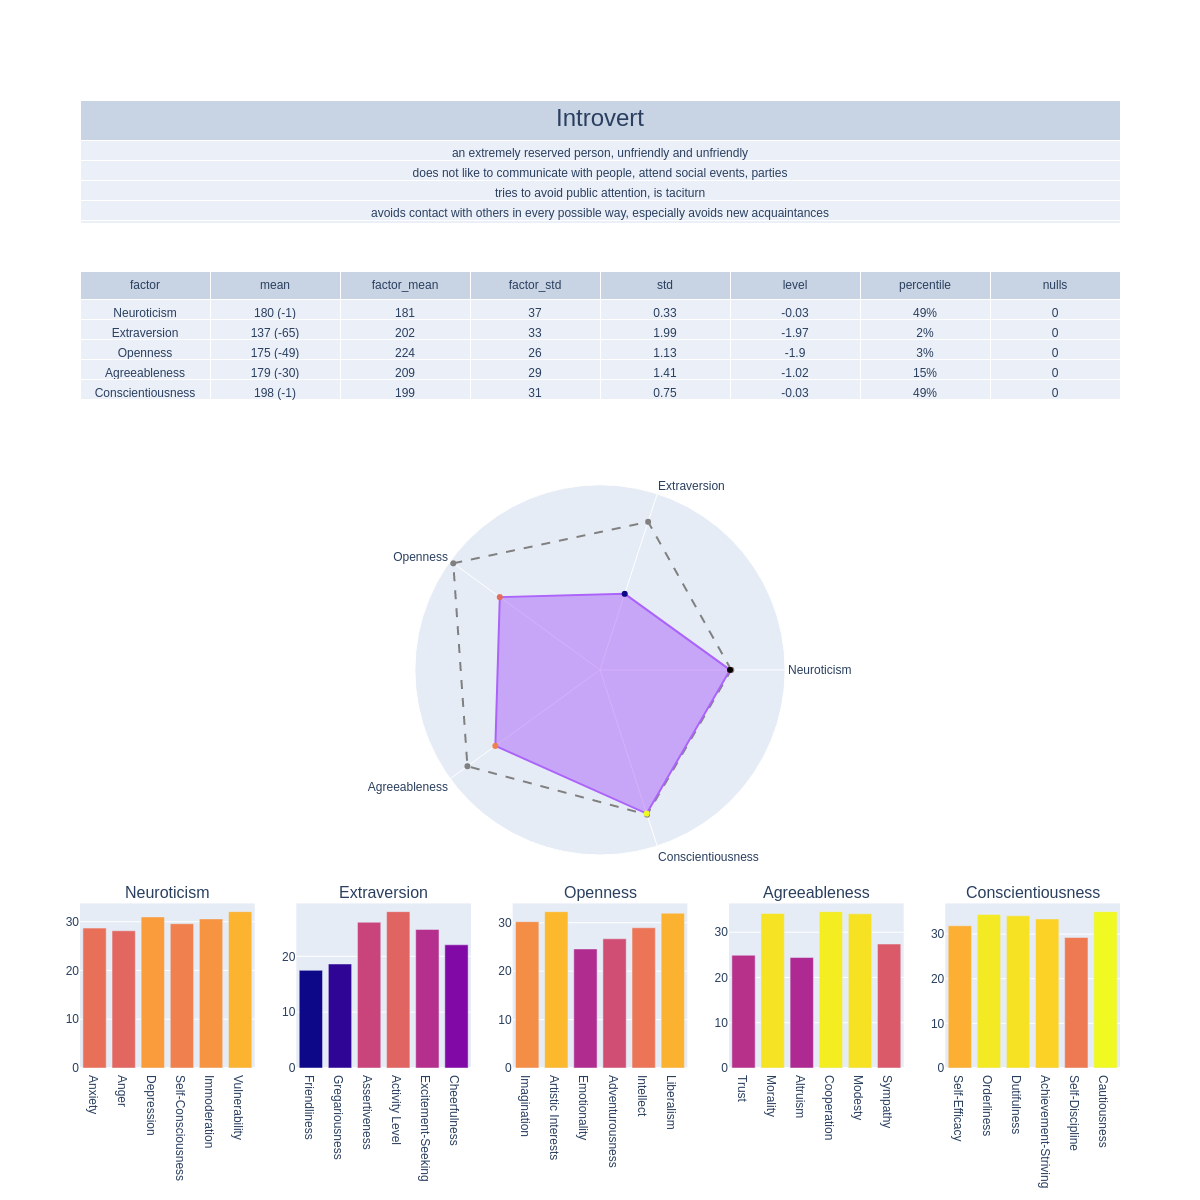 Introvert
an extremely reserved person, unfriendly and unfriendly
does not like to communicate with people, attend social events, parties
tries to avoid public attention, is taciturn
avoids contact with others in every possible way, especially avoids new acquaintances
factor mean factor_mean factor_std std level percentile nulls
Neuroticism 180 (-1) 181 37 0.33 -0.03 49% 0
Extraversion 137 (-65) 202 33 1.99 -1.97 2% 0
Openness 175 (-49) 224 26 1.13 -1.9 3% 0
Agreeableness 179 (-30) 209 29 1.41 -1.02 15% 0
Conscientiousness 198 (-1) 199 31 0.75 -0.03 49% 0
Extraversion
Openness
Neuroticism
Agreeableness
Conscientiousness
Neuroticism
30
20
10
0
Anxiety
Anger
Depression
Self-Consciousness
Immoderation
Vulnerability
Extraversion
20
10
0
Friendliness
Gregariousness
Assertiveness
Activity Level
Excitement-Seeking
Cheerfulness
Openness
30
20
10
0
Imagination
Artistic Interests
Emotionality
Adventurousness
Intellect
Liberalism
Agreeableness
30
20
10
0
Trust
Morality
Altruism
Cooperation
Modesty
Sympathy
Conscientiousness
30
20
10
0
Self-Efficacy
Orderliness
Dutifulness
Achievement-Striving
Self-Discipline
Cautiousness